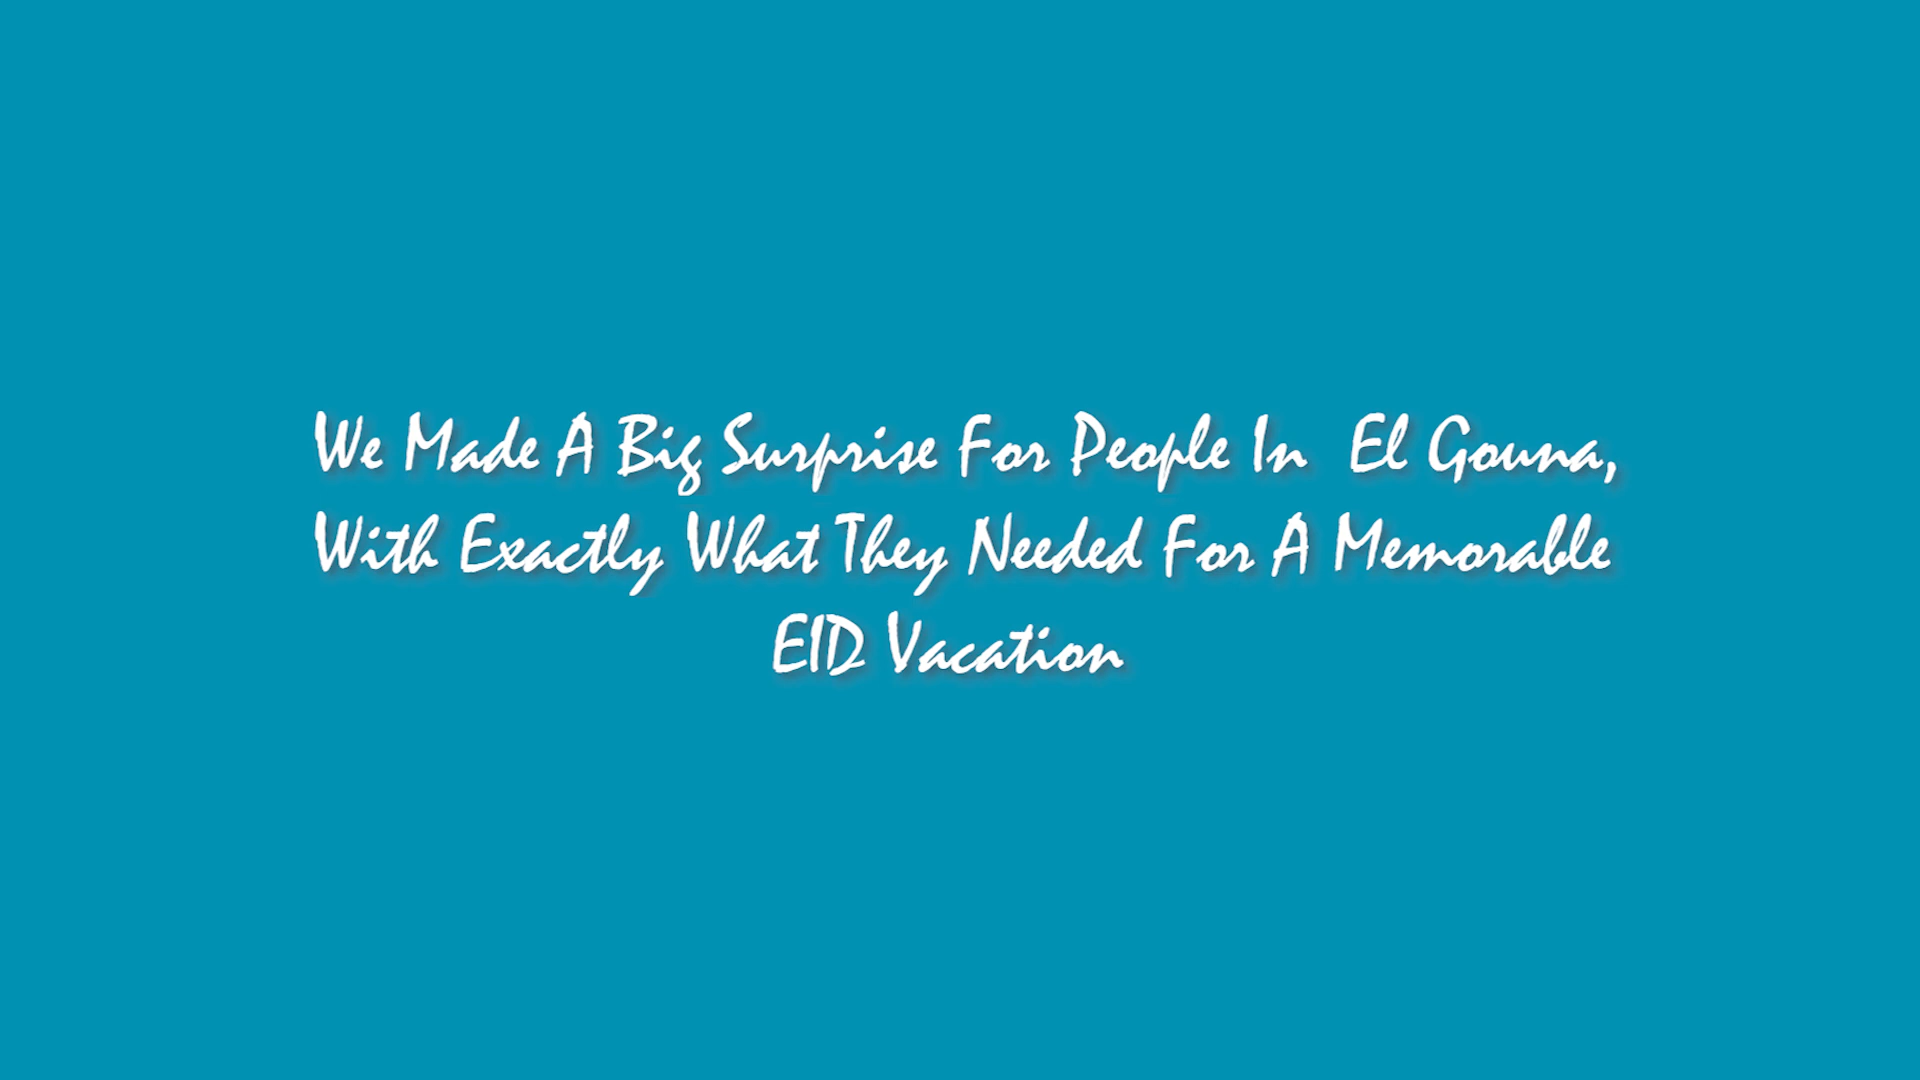 We Made A Big Surprise For People In  El Gouna,
With Exactly What They Needed For A Memorable
EID Vacation